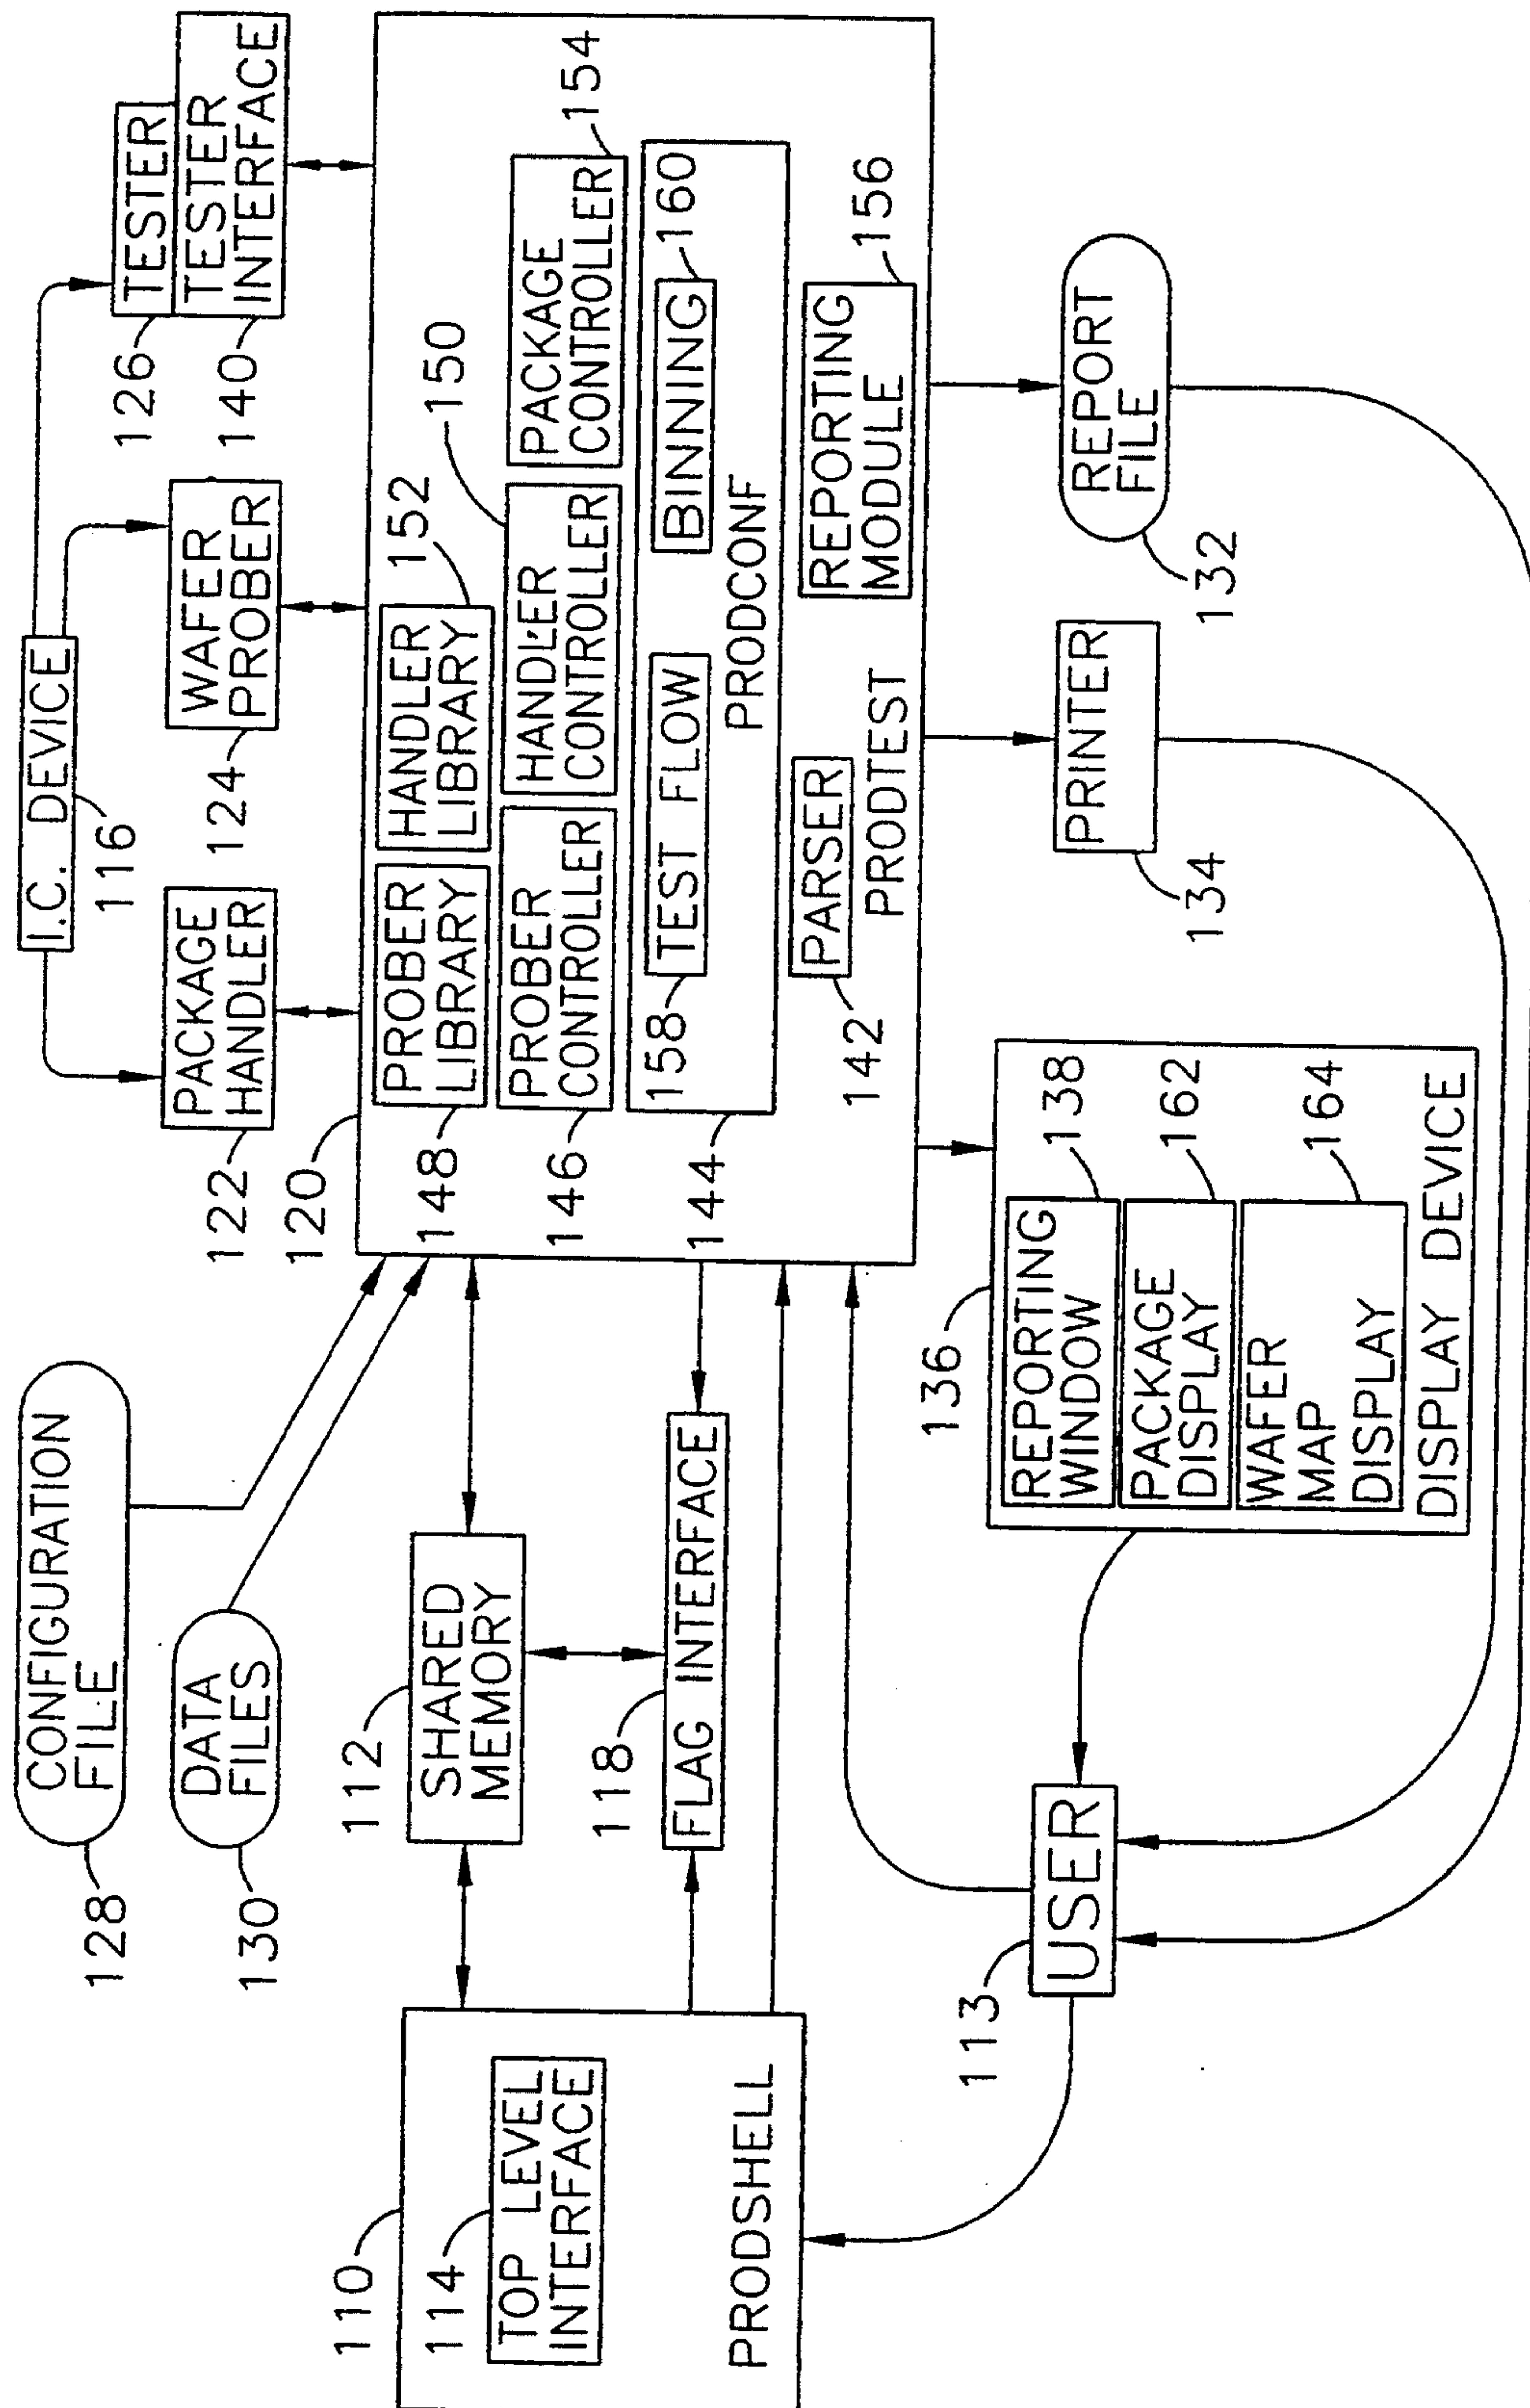 CONFIGURATION
FILE
128
DATA
FILES
130
I.C. DEVICE
116
PACKAGE
HANDLER
122
WAFER
PROBER
124
TESTER
126
TESTER
INTERFACE
140
110
114
TOP LEVEL
INTERFACE
PRODSHELL
112
SHARED
MEMORY
118
FLAG INTERFACE
120
PROBER
LIBRARY
148
HANDLER
LIBRARY
152
PROBER
CONTROLLER
146
HANDLER
CONTROLLER
150
PACKAGE
CONTROLLER
154
144
158
TEST FLOW
BINNING
160
PRODCONF
PARSER
142
REPORTING
MODULE
156
PRODTEST
113
USER
136
REPORTING
WINDOW
138
PACKAGE
DISPLAY
162
WAFER
MAP
DISPLAY
164
DISPLAY DEVICE
PRINTER
134
REPORT
FILE
132